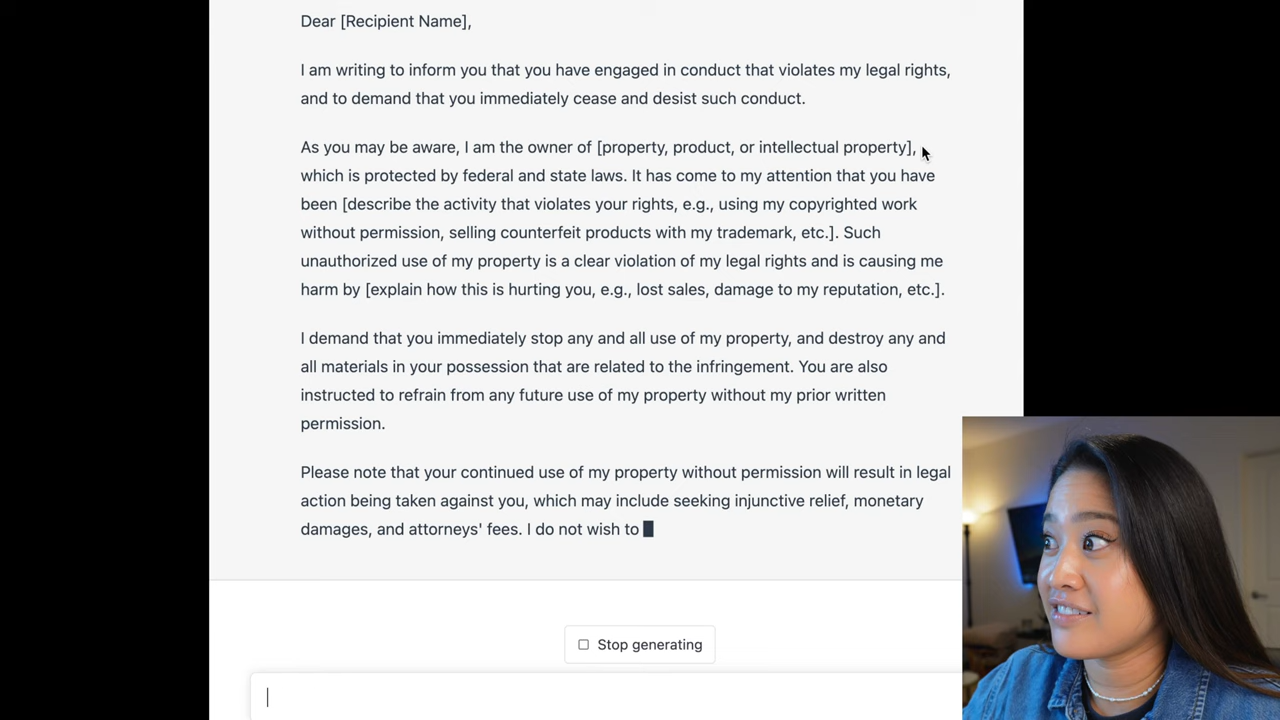 Dear [Recipient Name],
I am writing to inform you that you have engaged in conduct that violates my legal rights,
and to demand that you immediately cease and desist such conduct.
As you may be aware, I am the owner of [property, product, or intellectual property],
which is protected by federal and state laws. It has come to my attention that you have
been [describe the activity that violates your rights, e.g., using my copyrighted work
without permission, selling counterfeit products with my trademark, etc.]. Such
unauthorized use of my property is a clear violation of my legal rights and is causing me
harm by [explain how this is hurting you, e.g., lost sales, damage to my reputation, etc.].
I demand that you immediately stop any and all use of my property, and destroy any and
all materials in your possession that are related to the infringement. You are also
instructed to refrain from any future use of my property without my prior written
permission.
Please note that your continued use of my property without permission will result in legal
action being taken against you, which may include seeking injunctive relief, monetary
damages, and attorneys' fees. I do not wish to
Stop generating